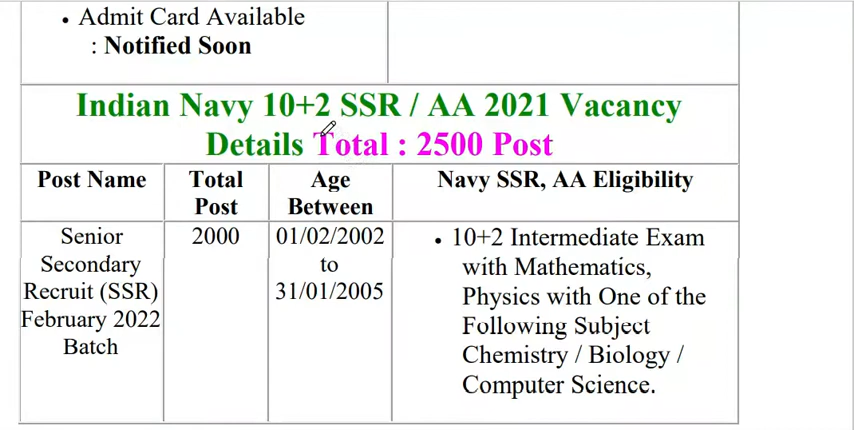 • Admit Card Available
: Notified Soon
Indian Navy 10+2 SSR / AA 2021 Vacancy
Details Total : 2500 Post
Post Name
Total
Post
Age
Between
Navy SSR, AA Eligibility
Senior
Secondary
Recruit (SSR)
February 2022
Batch
2000
01/02/2002
to
31/01/2005
• 10+2 Intermediate Exam
with Mathematics,
Physics with One of the
Following Subject
Chemistry / Biology /
Computer Science.